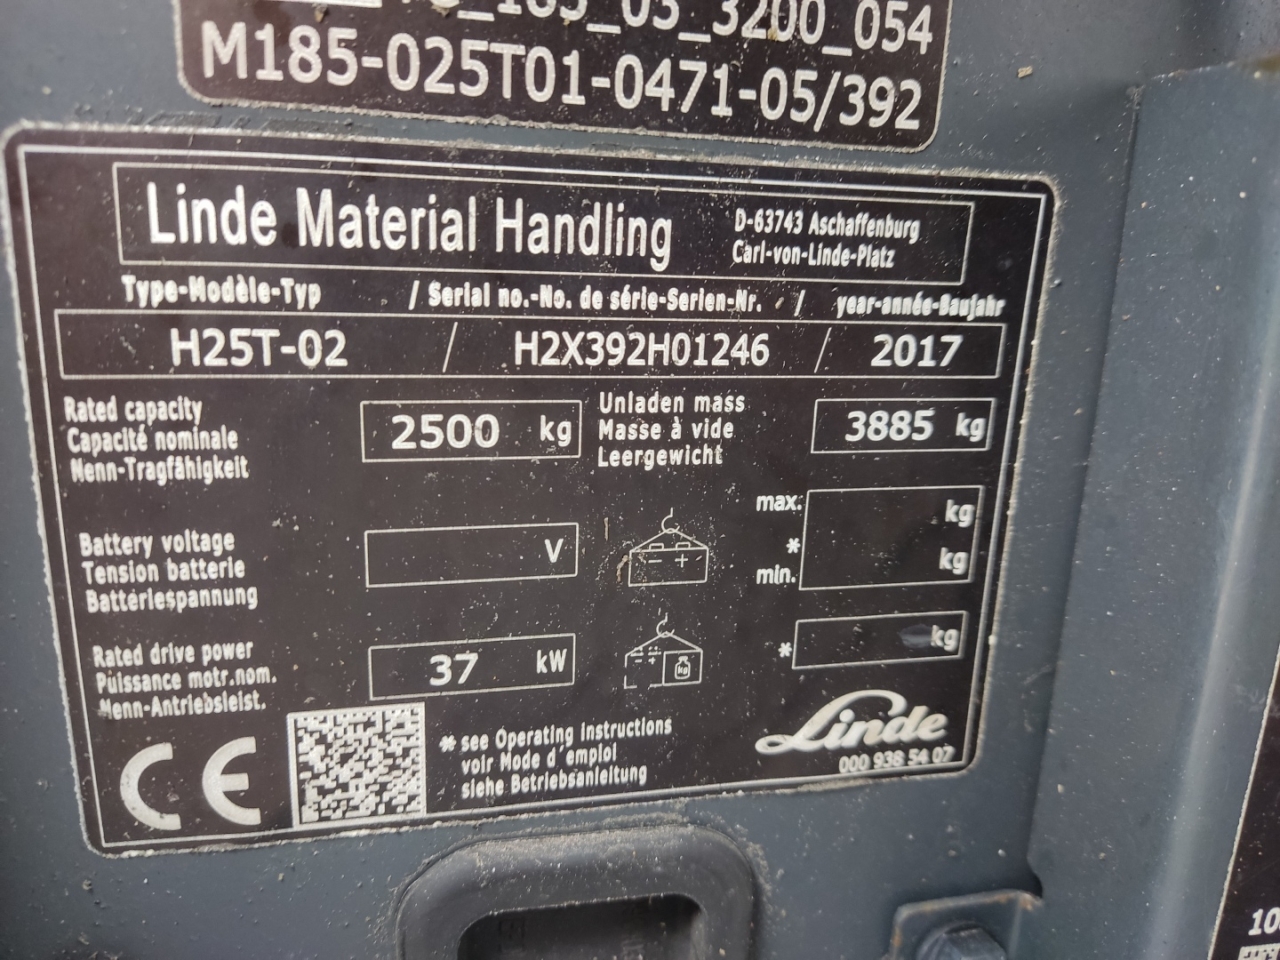 _165_03_3200_054
M185-025T01-0471-05/392
Linde Material Handling
D-63743 Aschaffenburg
Carl-von-Linde-Platz
Type-Modèle-Typ / Serial no.-No. de série-Serien-Nr. / year-année-Baujahr
H25T-02 / H2X392H01246 / 2017
Rated capacity
Capacité nominale
Nenn-Tragfähigkeit
2500 kg
Unladen mass
Masse à vide
Leergewicht
3885 kg
Battery voltage
Tension batterie
Batteriespannung
V
max.
*
min.
kg
kg
Rated drive power
Puissance motr.nom.
Nenn-Antriebsleist.
37 kW
kg
* kg
CE
* see Operating instructions
voir Mode d'emploi
siehe Betriebsanleitung
Linde
000 938 54 07